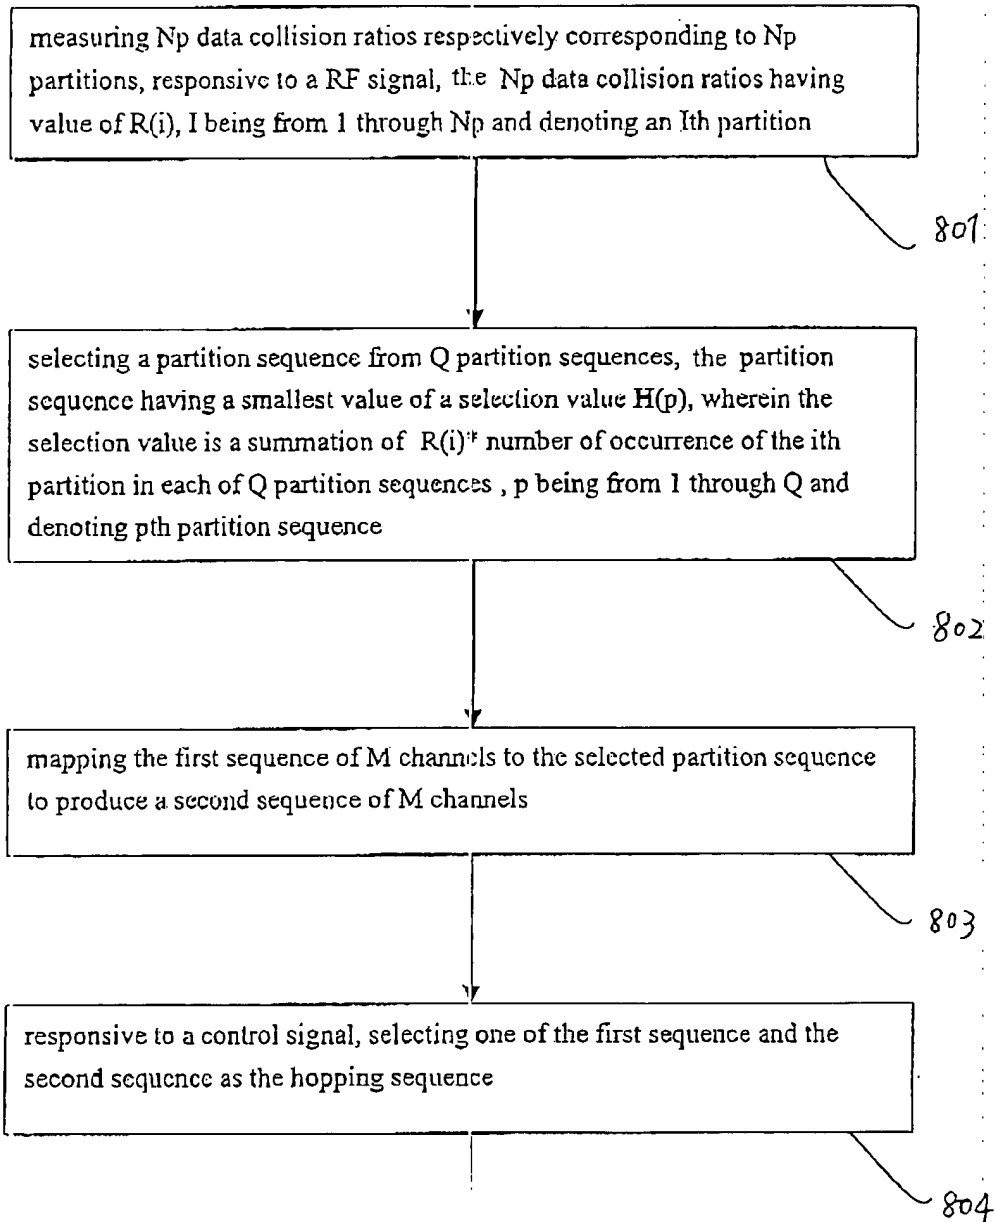 measuring Np data collision ratios respectively corresponding to Np
partitions, responsive to a RF signal, the Np data collision ratios having
value of R(i), I being from 1 through Np and denoting an Ith partition
801
selecting a partition sequence from Q partition sequences, the partition
sequence having a smallest value of a selection value H(p), wherein the
selection value is a summation of R(i)* number of occurrence of the ith
partition in each of Q partition sequences , p being from 1 through Q and
denoting pth partition sequence
802
mapping the first sequence of M channels to the selected partition sequence
to produce a second sequence of M channels
803
responsive to a control signal, selecting one of the first sequence and the
second sequence as the hopping sequence
804